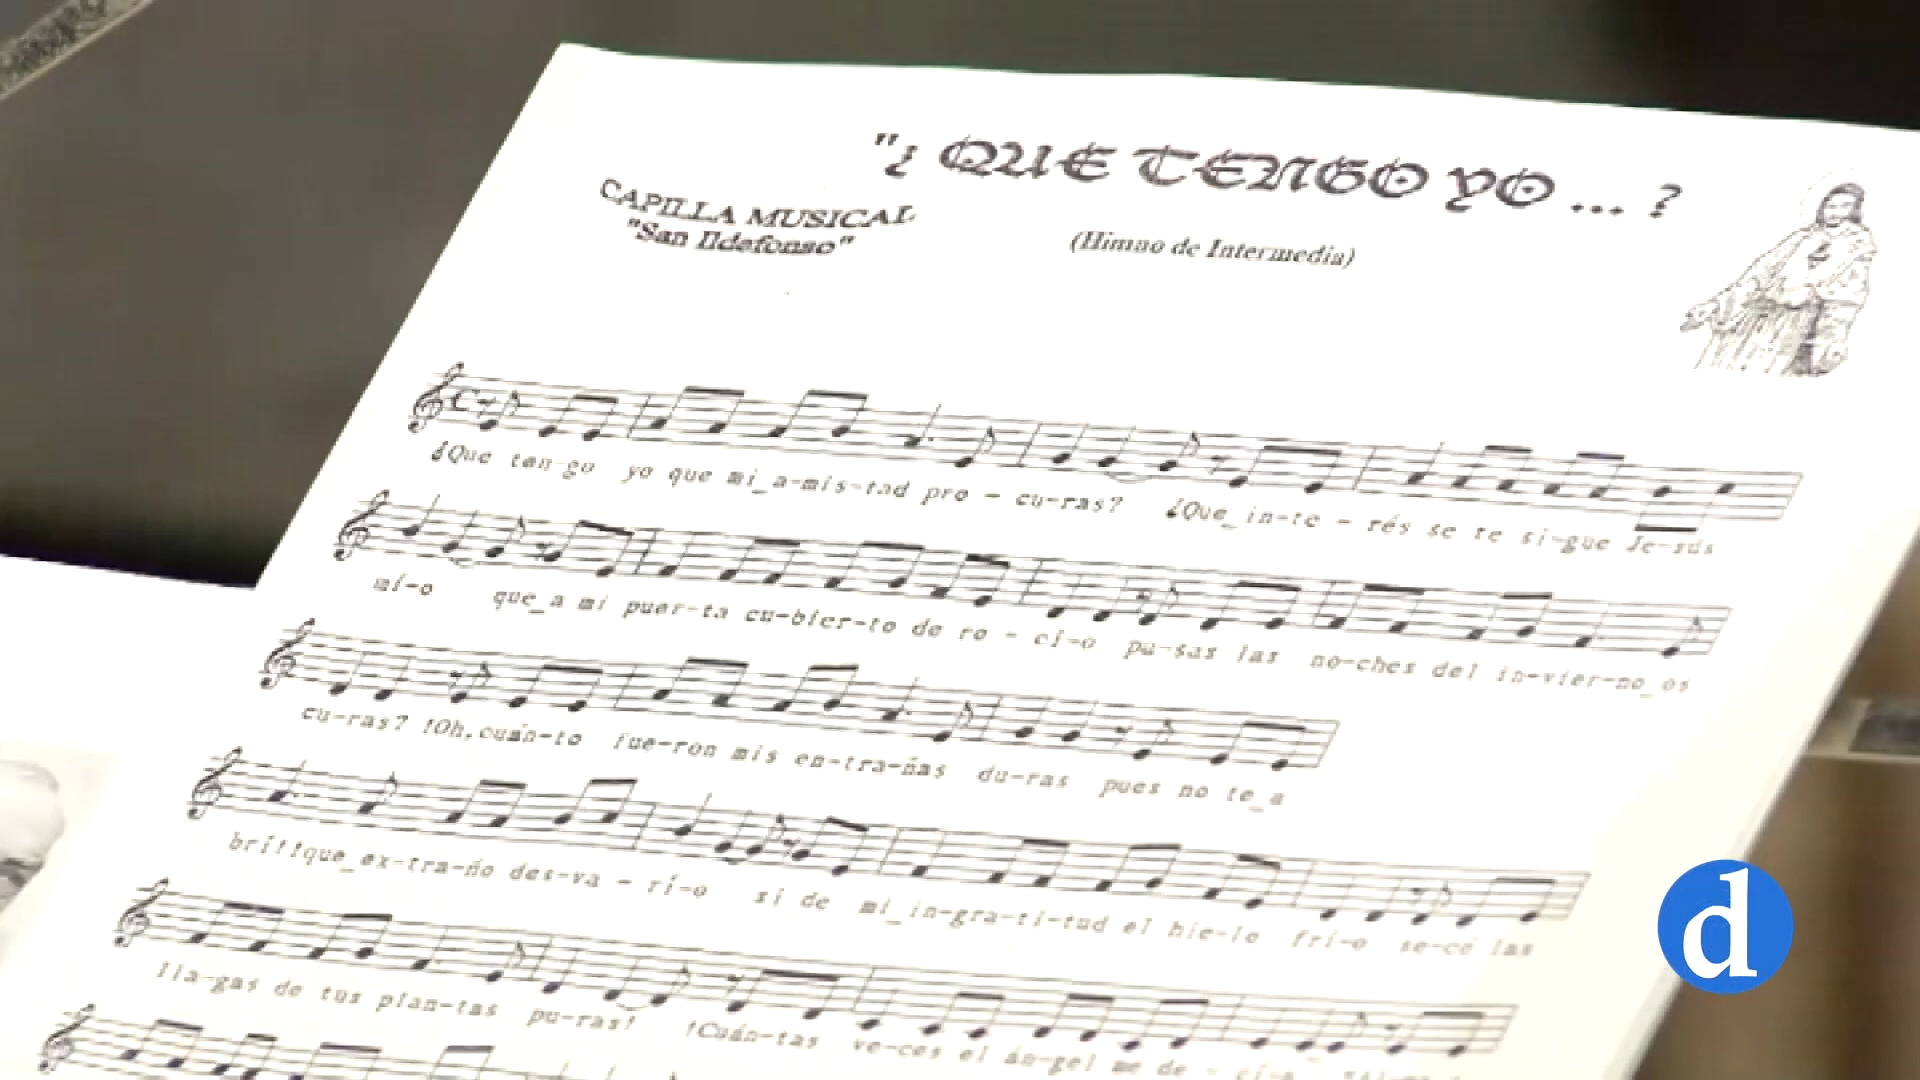 "¿ QUE TENGO YO ... ?
CAPILLA MUSICAL
"San Ildefonso"
(Himno de Intermedia)
¿Que ten-go yo que mi_a-mis-tad pro - cu-ras? ¿Que_in-te - rés se te si-gue Je-sús
mí-o que_a mi puer-ta cu-bier-to de ro - cí-o pa-sas las no-ches del in-vier-no_os
cu-ras? !Oh,cuán-to fue-ron mis en-tra-ñas du-ras pues no te_a
brí!!que_ex-tra-ño des-va - rí-o si de mi_in-gra-ti-tud el hie-lo frí-o se-có las
lla-gas de tus plan-tas pu-ras! !Cuán-tas ve-ces el án-gel me de - cí-a
d